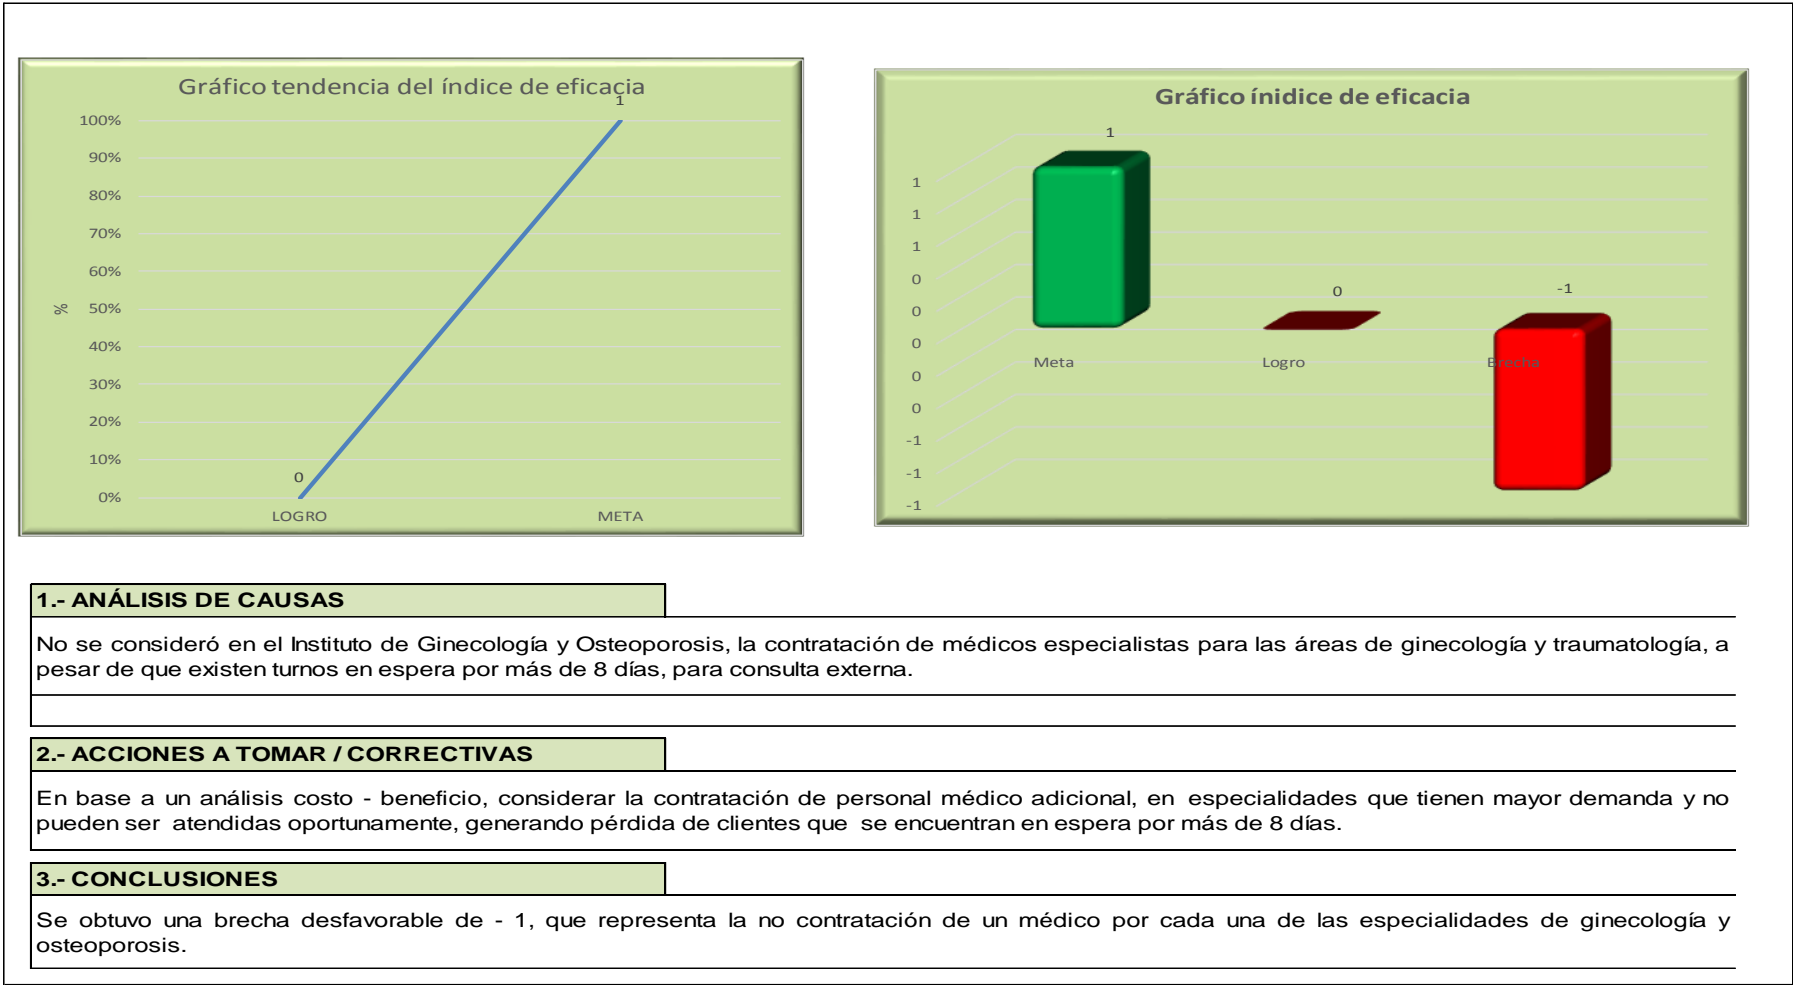 Gráfico tendencia del índice de eficacia
1
100%
90%
80%
70%
60%
%
50%
40%
30%
20%
10%
0
0%
LOGRO META
Gráfico ínidice de eficacia
1
1
1
1
0
0
0
0
0
-1
-1
-1
0
-1
Meta Logro Brecha
1.- ANÁLISIS DE CAUSAS
No se consideró en el Instituto de Ginecología y Osteoporosis, la contratación de médicos especialistas para las áreas de ginecología y traumatología, a
pesar de que existen turnos en espera por más de 8 días, para consulta externa.
2.- ACCIONES A TOMAR / CORRECTIVAS
En base a un análisis costo - beneficio, considerar la contratación de personal médico adicional, en especialidades que tienen mayor demanda y no
pueden ser atendidas oportunamente, generando pérdida de clientes que se encuentran en espera por más de 8 días.
3.- CONCLUSIONES
Se obtuvo una brecha desfavorable de - 1, que representa la no contratación de un médico por cada una de las especialidades de ginecología y
osteoporosis.